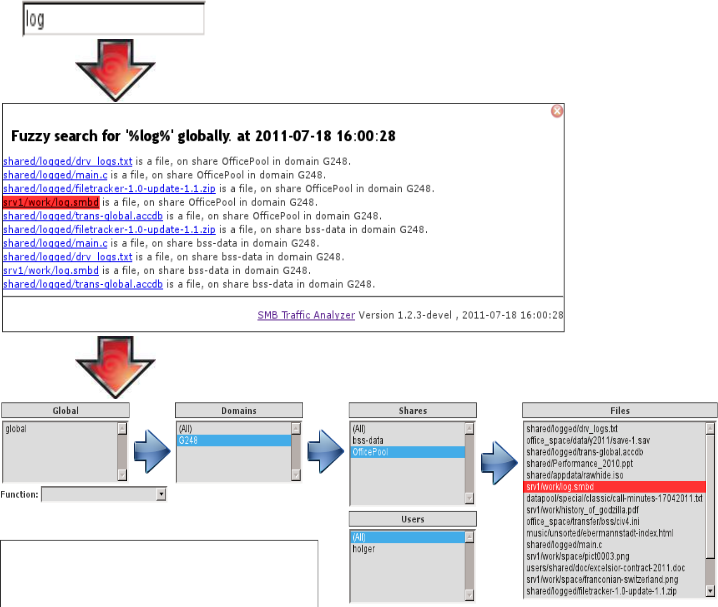 log
Fuzzy search for '%log%' globally. at 2011-07-18 16:00:28
shared/logged/drv_logs.txt is a file, on share OfficePool in domain G248.
shared/logged/main.c is a file, on share OfficePool in domain G248.
shared/logged/filetracker-1.0-update-1.1.zip is a file, on share OfficePool in domain G248.
srv1/work/log.smbd is a file, on share OfficePool in domain G248.
shared/logged/trans-global.accdb is a file, on share OfficePool in domain G248.
shared/logged/filetracker-1.0-update-1.1.zip is a file, on share bss-data in domain G248.
shared/logged/main.c is a file, on share bss-data in domain G248.
shared/logged/drv_logs.txt is a file, on share bss-data in domain G248.
srv1/work/log.smbd is a file, on share bss-data in domain G248.
shared/logged/trans-global.accdb is a file, on share bss-data in domain G248.
SMB Traffic Analyzer Version 1.2.3-devel , 2011-07-18 16:00:28
Global
global
Function:
Domains
(All)
G248
Shares
(All)
bss-data
OfficePool
Users
(All)
holger
Files
shared/logged/drv_logs.txt
office_space/data/y2011/save-1.sav
shared/logged/trans-global.accdb
shared/Performance_2010.ppt
shared/appdata/rawhide.iso
srv1/work/log.smbd
datapool/special/classic/call-minutes-17042011.txt
srv1/work/history_of_godzilla.pdf
office_space/transfer/oss/civ4.ini
music/unsorted/ebermannstadt-index.html
shared/logged/main.c
srv1/work/space/pict0003.png
users/shared/doc/excelsior-contract-2011.doc
srv1/work/space/franconian-switzerland.png
shared/logged/filetracker-1.0-update-1.1.zip